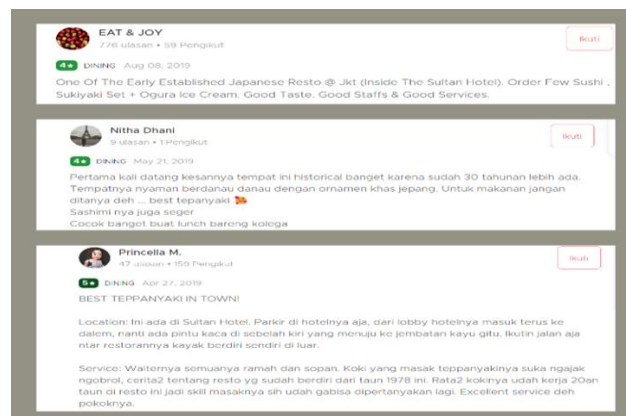 EAT & JOY
776 ulasan • 59 Pengikut
Ikuti
4★ DINING Aug 08, 2019
One Of The Early Established Japanese Resto @ Jkt (Inside The Sultan Hotel). Order Few Sushi ,
Sukiyaki Set + Ogura Ice Cream. Good Taste. Good Staffs & Good Services.
Nitha Dhani
9 ulasan • 1 Pengikut
Ikuti
4★ DINING May 21, 2019
Pertama kali datang kesannya tempat ini historical banget karena sudah 30 tahunan lebih ada.
Tempatnya nyaman berdanau danau dengan ornamen khas jepang. Untuk makanan jangan
ditanya deh ... best tepanyaki
Sashimi nya juga seger
Cocok banget buat lunch bareng kolega
Princella M.
47 ulasan • 159 Pengikut
Ikuti
5★ DINING Apr 27, 2019
BEST TEPPANYAKI IN TOWN!
Location: Ini ada di Sultan Hotel. Parkir di hotelnya aja, dari lobby hotelnya masuk terus ke
dalem, nanti ada pintu kaca di sebelah kiri yang menuju ke jembatan kayu gitu. Ikutin jalan aja
ntar restorannya kayak berdiri sendiri di luar.
Service: Waiternya semuanya ramah dan sopan. Koki yang masak teppanyakinya suka ngajak
ngobrol, cerita2 tentang resto yg sudah berdiri dari taun 1978 ini. Rata2 kokinya udah kerja 20an
taun di resto ini jadi skill masaknya sih udah gabisa dipertanyakan lagi. Excellent service deh
pokoknya.